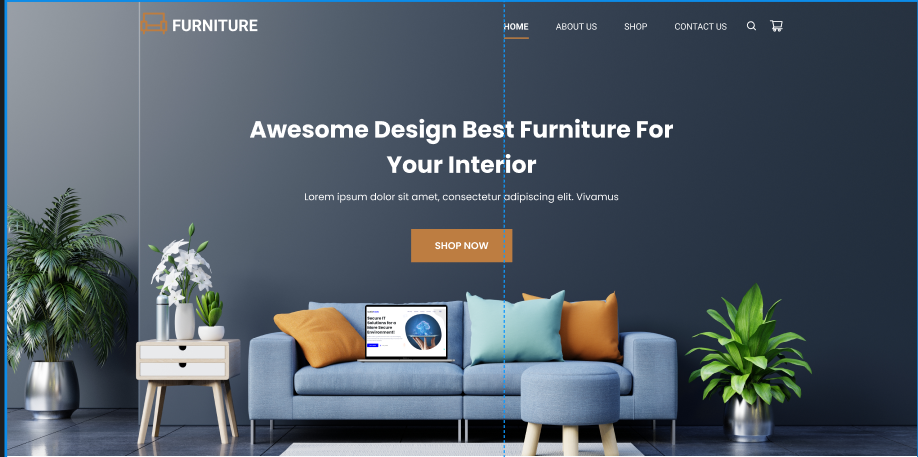 FURNITURE
HOME ABOUT US SHOP CONTACT US
Awesome Design Best Furniture For
Your Interior
Lorem ipsum dolor sit amet, consectetur adipiscing elit. Vivamus
SHOP NOW
Secure IT
Solutions for a
More Secure
Environment!